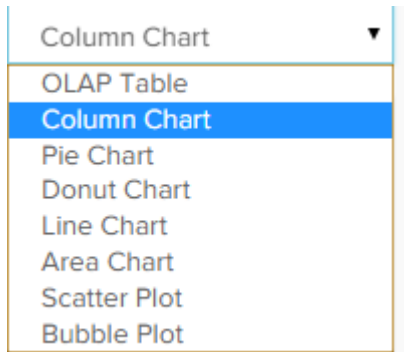 Column Chart
OLAP Table
Column Chart
Pie Chart
Donut Chart
Line Chart
Area Chart
Scatter Plot
Bubble Plot